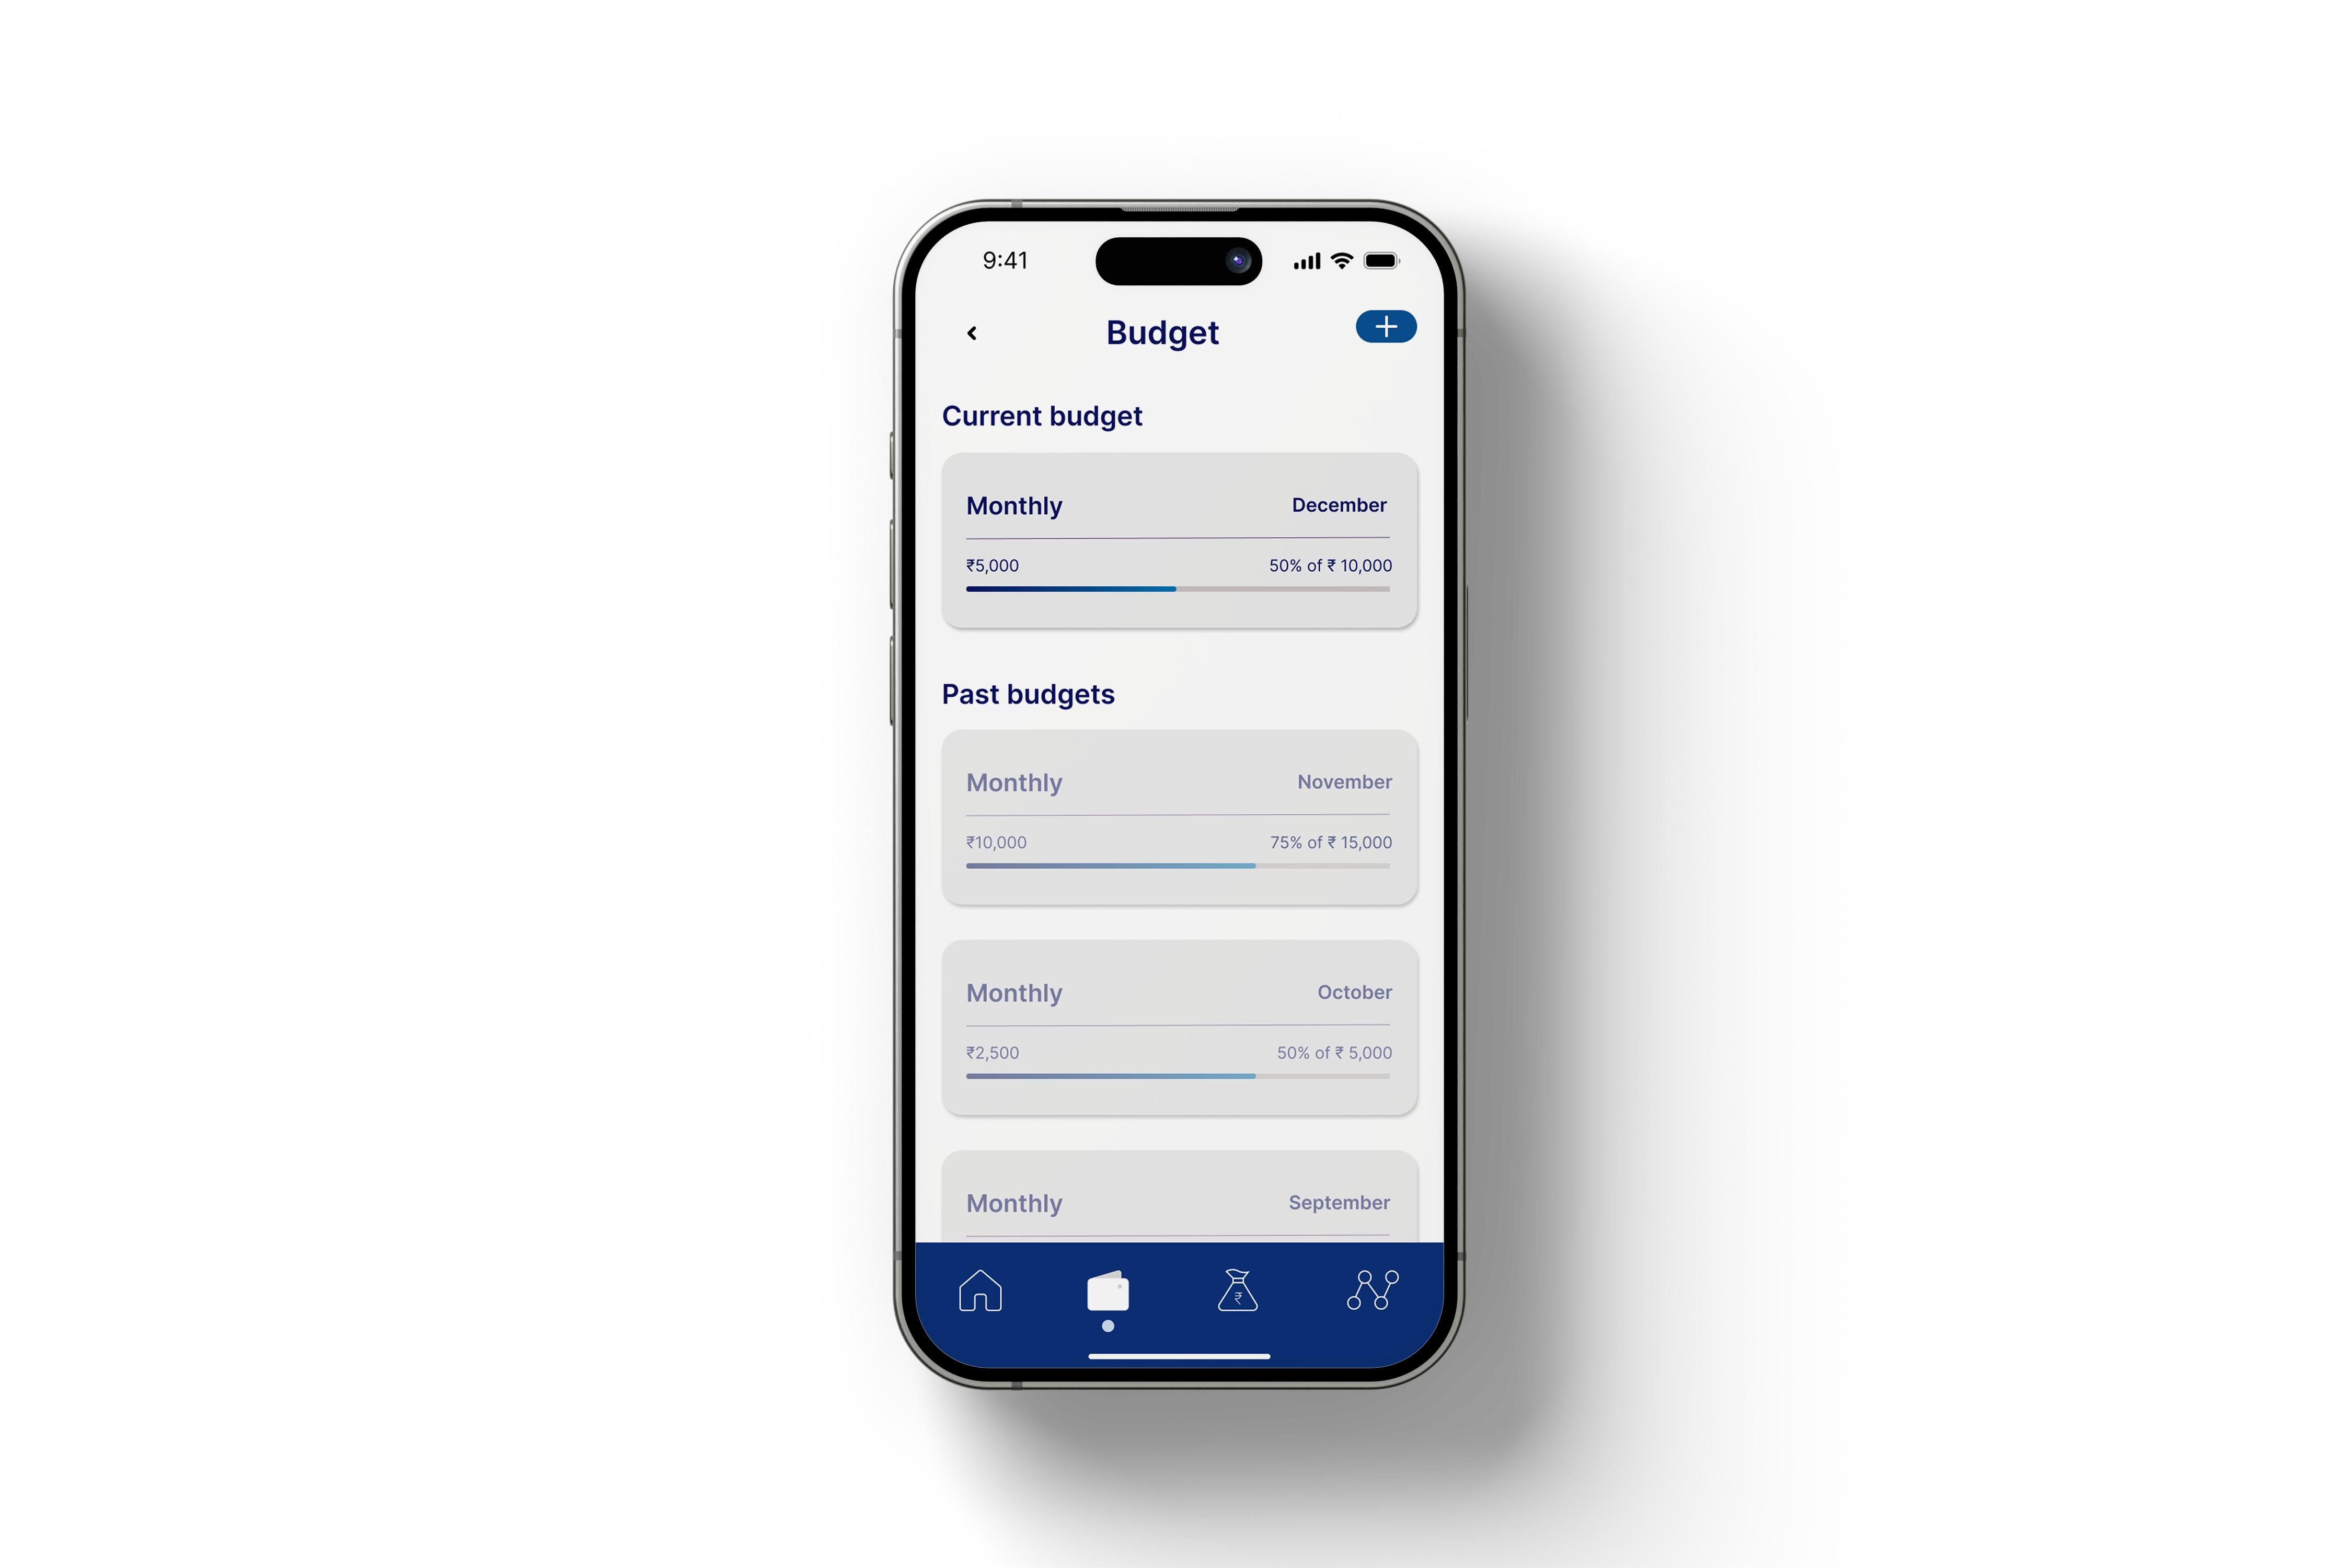 9:41
Budget
Current budget
Monthly December
₹5,000 50% of ₹ 10,000
Past budgets
Monthly November
₹10,000 75% of ₹ 15,000
Monthly October
₹2,500 50% of ₹ 5,000
Monthly September
₹